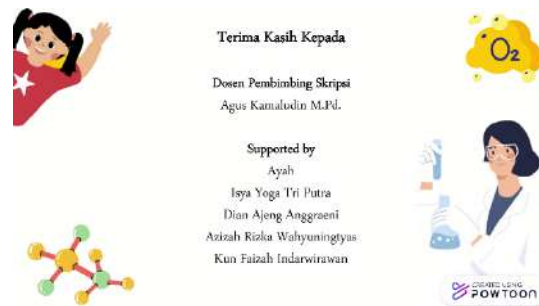 Terima Kasih Kepada
Dosen Pembimbing Skripsi
Agus Kamaludin M.Pd.
Supported by
Ayah
Isya Yoga Tri Putra
Dian Ajeng Anggraeni
Azizah Rizka Wahyuningtyas
Kun Faizah Indarwirawan
O2
CREATED USING
POWTOON